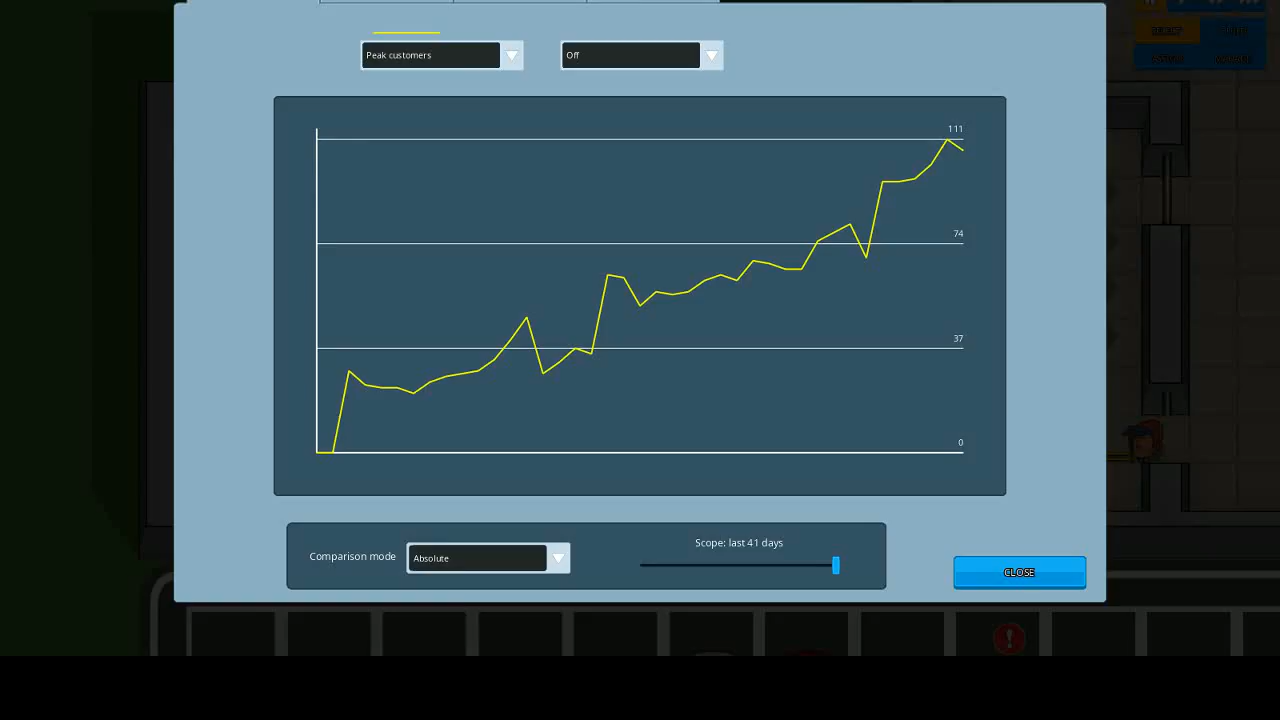 Peak customers
Off
111
74
37
0
Comparison mode
Absolute
Scope: last 41 days
CLOSE